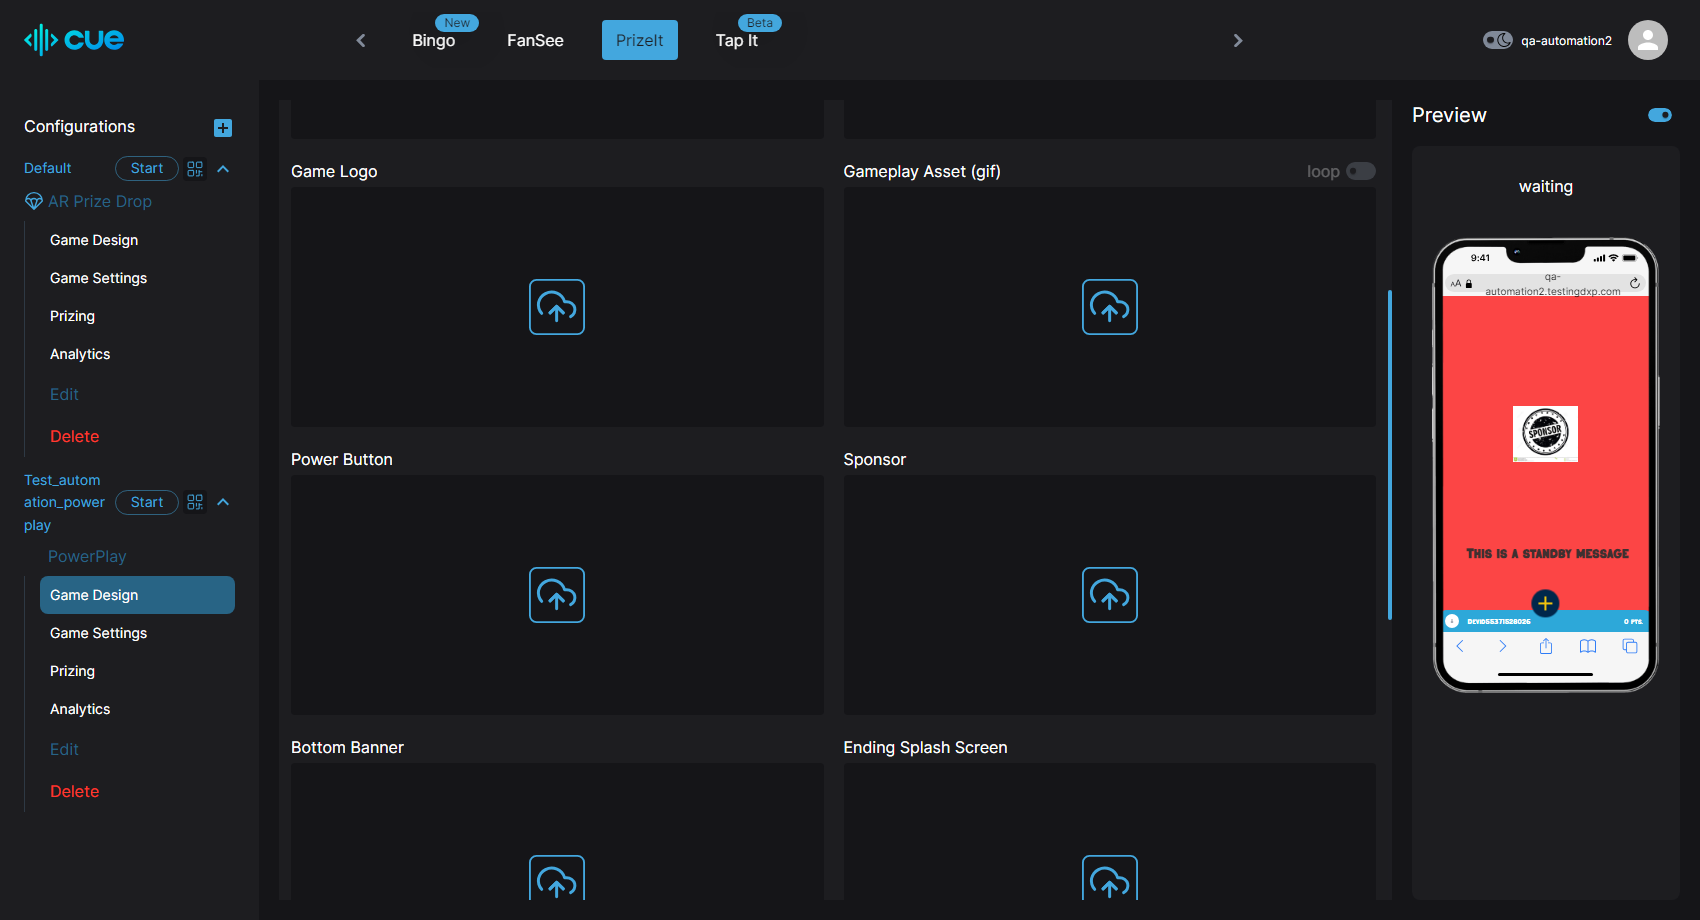 cue
New
Bingo
FanSee
PrizeIt
Beta
Tap It
qa-automation2
Configurations
Default
Start
AR Prize Drop
Game Design
Game Settings
Prizing
Analytics
Edit
Delete
Test_autom
ation_power
play
Start
PowerPlay
Game Design
Game Settings
Prizing
Analytics
Edit
Delete
Game Logo
Gameplay Asset (gif)
loop
Power Button
Sponsor
Bottom Banner
Ending Splash Screen
Preview
waiting
9:41
AA
qa-
automation2.testingdxp.com
SPONSOR
This is a standby message
0 PTS.